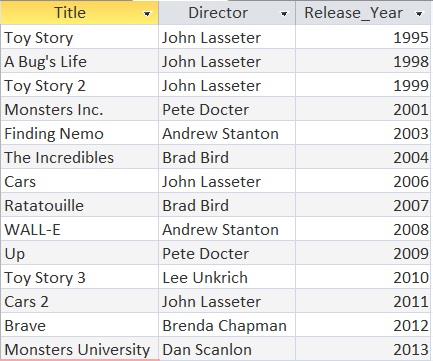 Title Director Release_Year
Toy Story John Lasseter 1995
A Bug's Life John Lasseter 1998
Toy Story 2 John Lasseter 1999
Monsters Inc. Pete Docter 2001
Finding Nemo Andrew Stanton 2003
The Incredibles Brad Bird 2004
Cars John Lasseter 2006
Ratatouille Brad Bird 2007
WALL-E Andrew Stanton 2008
Up Pete Docter 2009
Toy Story 3 Lee Unkrich 2010
Cars 2 John Lasseter 2011
Brave Brenda Chapman 2012
Monsters University Dan Scanlon 2013